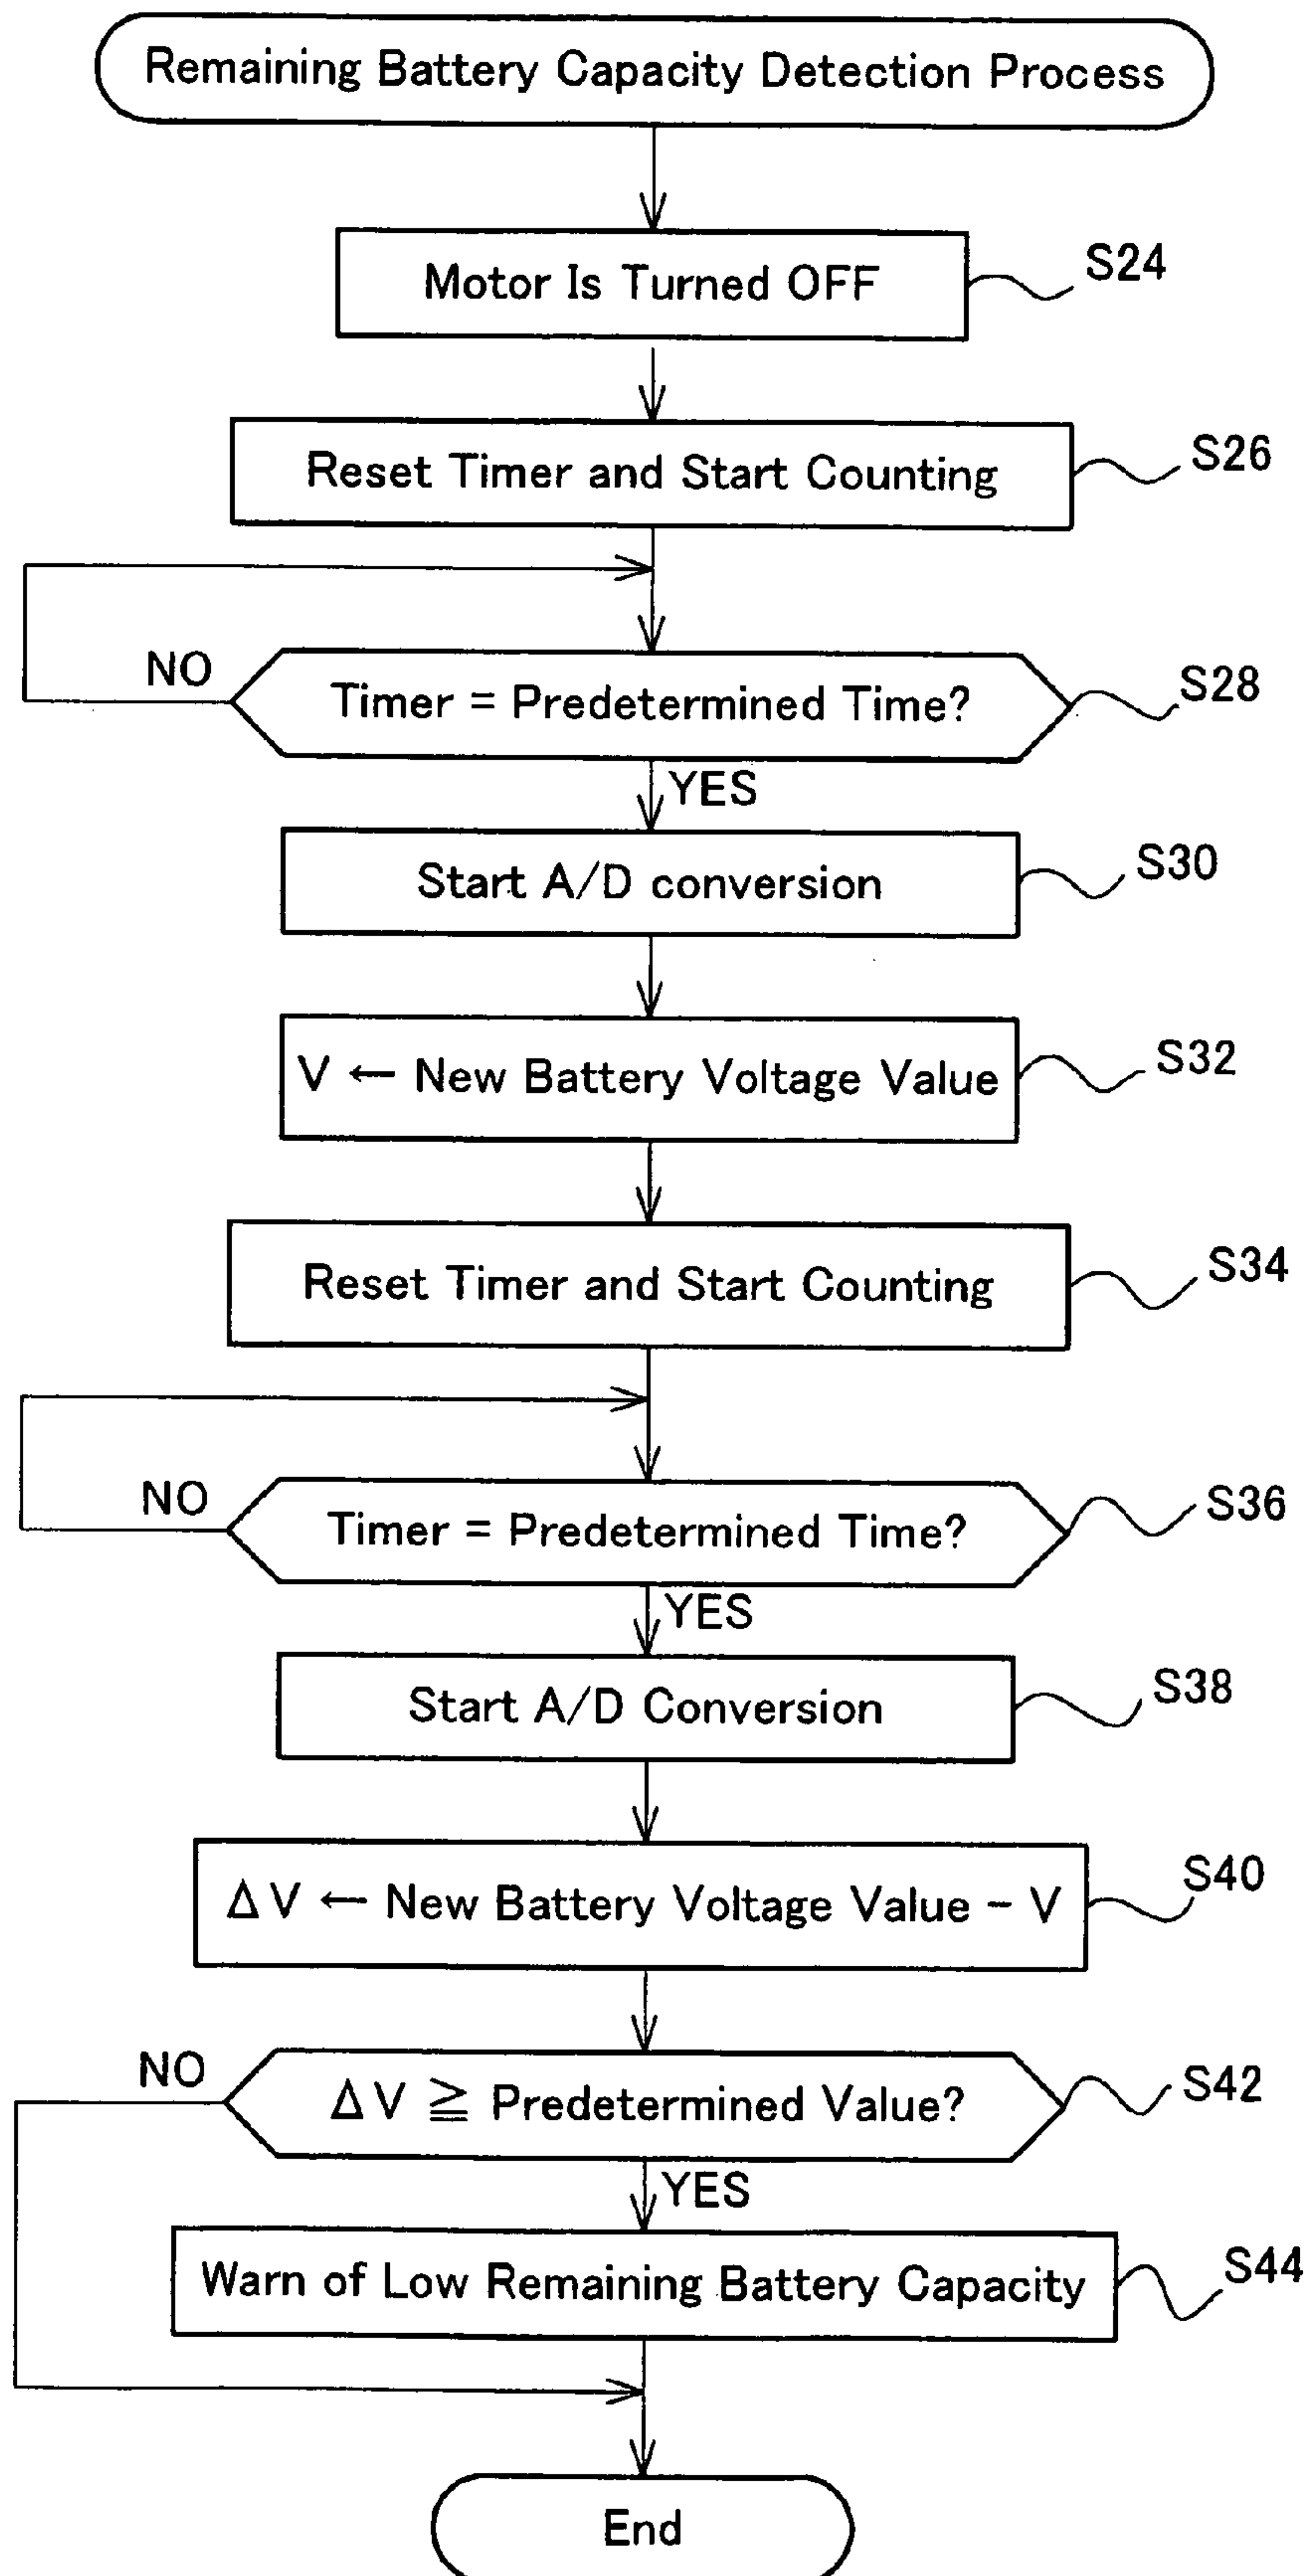 Remaining Battery Capacity Detection Process
Motor Is Turned OFF
S24
Reset Timer and Start Counting
S26
NO
Timer = Predetermined Time?
S28
YES
Start A/D conversion
S30
V ← New Battery Voltage Value
S32
Reset Timer and Start Counting
S34
NO
Timer = Predetermined Time?
S36
YES
Start A/D Conversion
S38
ΔV ← New Battery Voltage Value − V
S40
NO
ΔV ≧ Predetermined Value?
S42
YES
Warn of Low Remaining Battery Capacity
S44
End